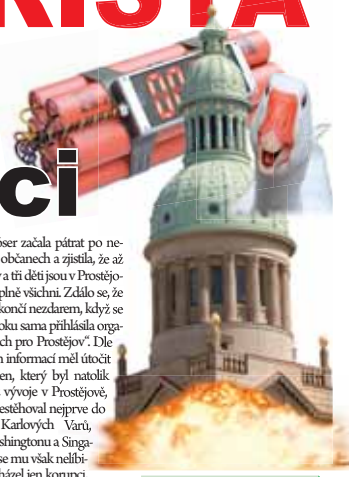 RISTA
ci
óser začala pátrat po ne-
občanech a zjistila, že až
a tři děti jsou v Prostějo-
plně všichni. Zdálo se, že
končí nezdarem, když se
oku sama přihlásila orga-
ch pro Prostějov“. Dle
h informací měl útočit
en, který byl natolik
vývoje v Prostějově,
estěhoval nejprve do
Karlových Varů,
shingtonu a Singa-
se mu však nelíbi-
házel jen korupci